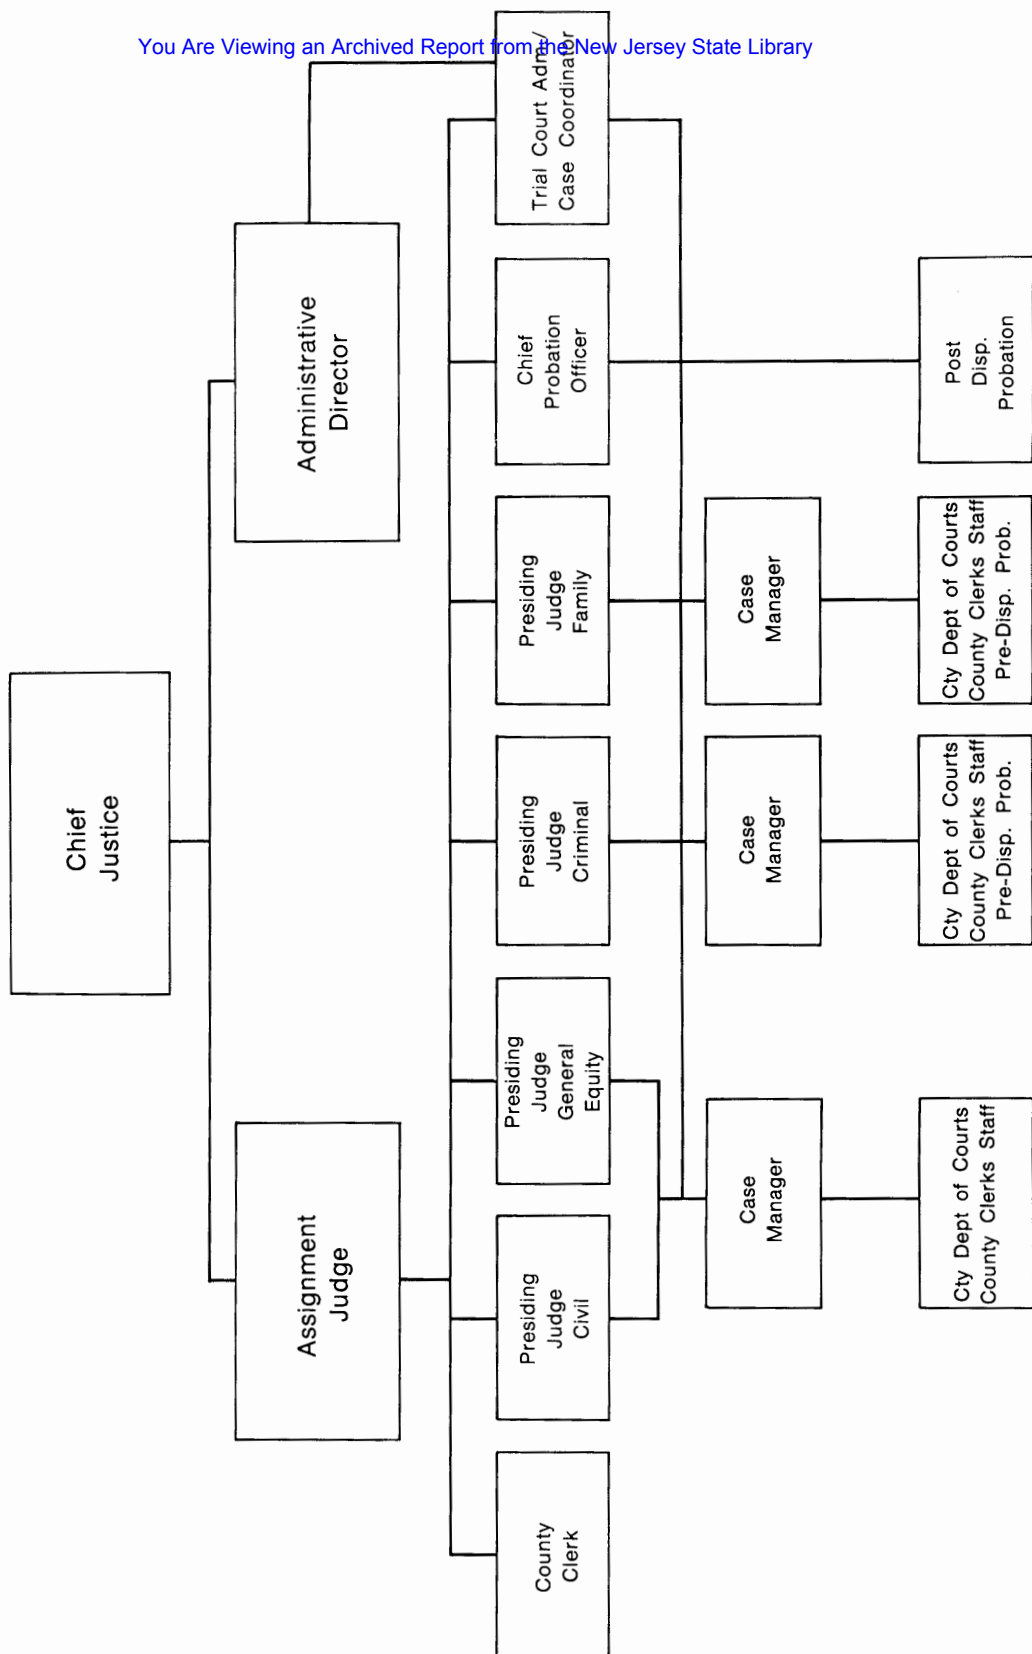 You Are Viewing an Archived Report from the New Jersey State Library
Chief
Justice
Assignment
Judge
Administrative
Director
County
Clerk
Presiding
Judge
Civil
Presiding
Judge
General
Equity
Presiding
Judge
Criminal
Presiding
Judge
Family
Chief
Probation
Officer
Trial Court Adm./
Case Coordinator
Case
Manager
Case
Manager
Case
Manager
Cty Dept of Courts
County Clerks Staff
Cty Dept of Courts
County Clerks Staff
Pre-Disp. Prob.
Cty Dept of Courts
County Clerks Staff
Pre-Disp. Prob.
Post
Disp.
Probation